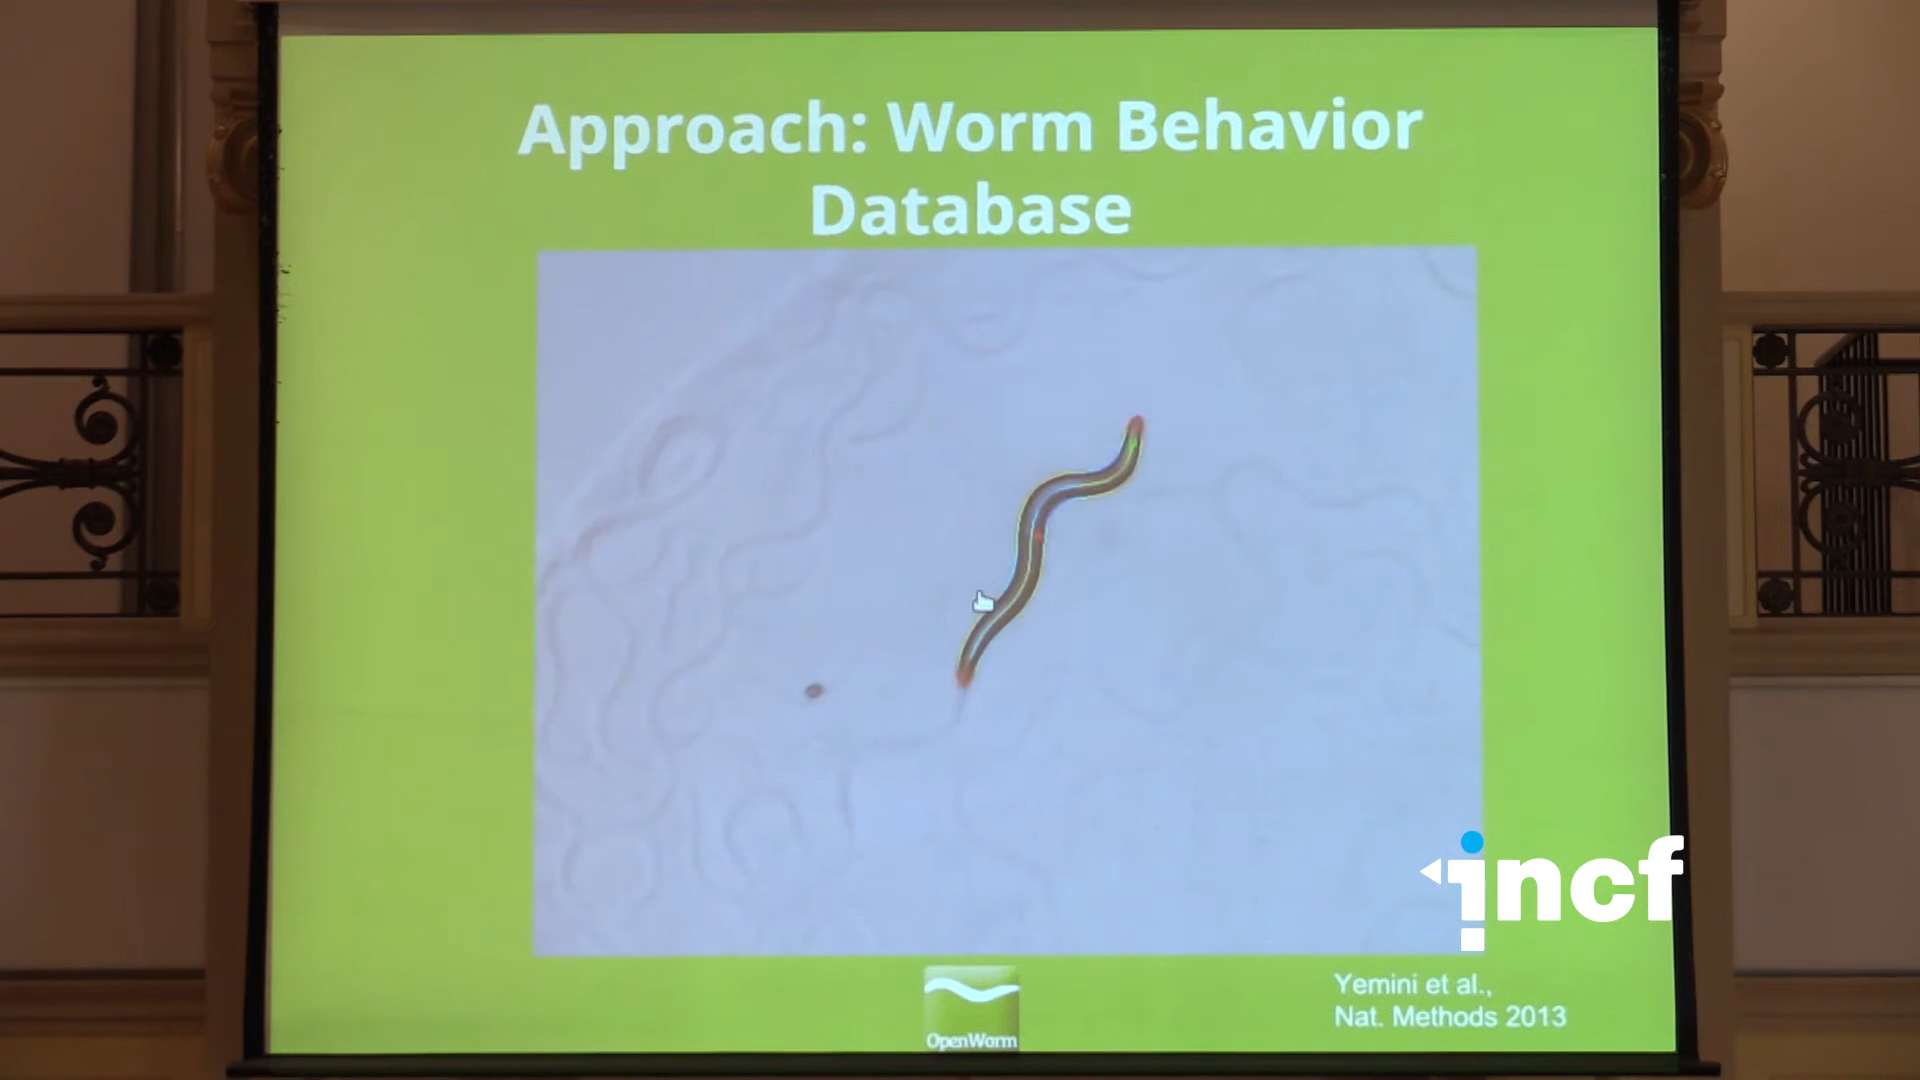 Approach: Worm Behavior
Database
incf
OpenWorm
Yemini et al.,
Nat. Methods 2013